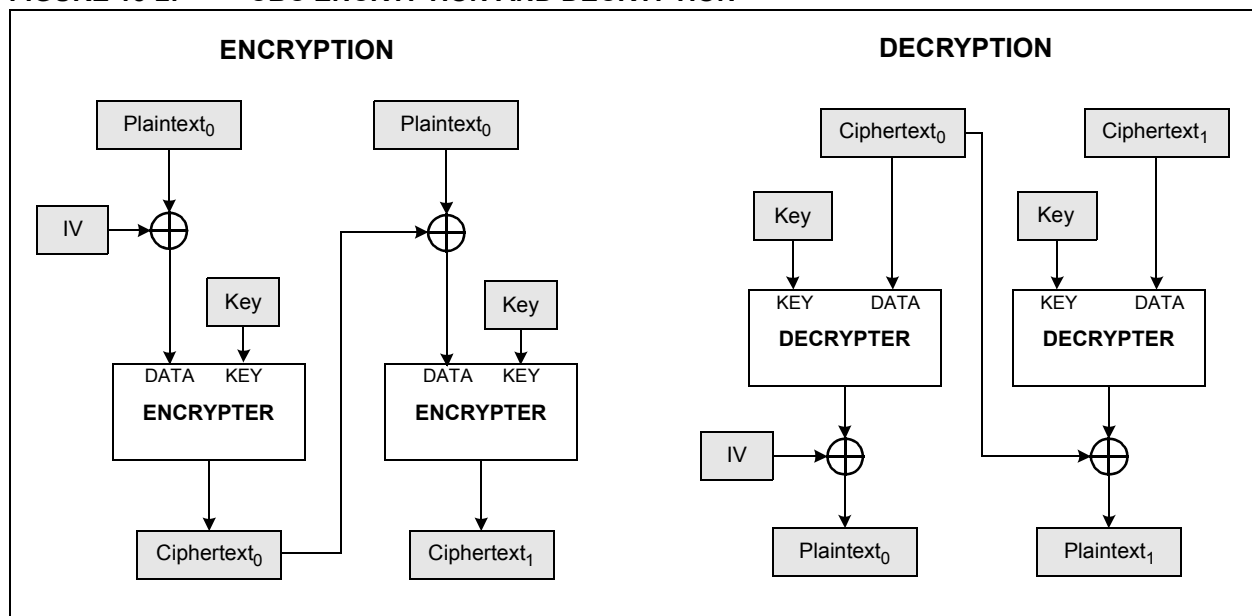 ENCRYPTION
Plaintext0
Plaintext0
IV
Key
Key
DATA KEY
ENCRYPTER
DATA KEY
ENCRYPTER
Ciphertext0
Ciphertext1
DECRYPTION
Ciphertext0
Ciphertext1
Key
Key
KEY DATA
DECRYPTER
KEY DATA
DECRYPTER
IV
Plaintext0
Plaintext1